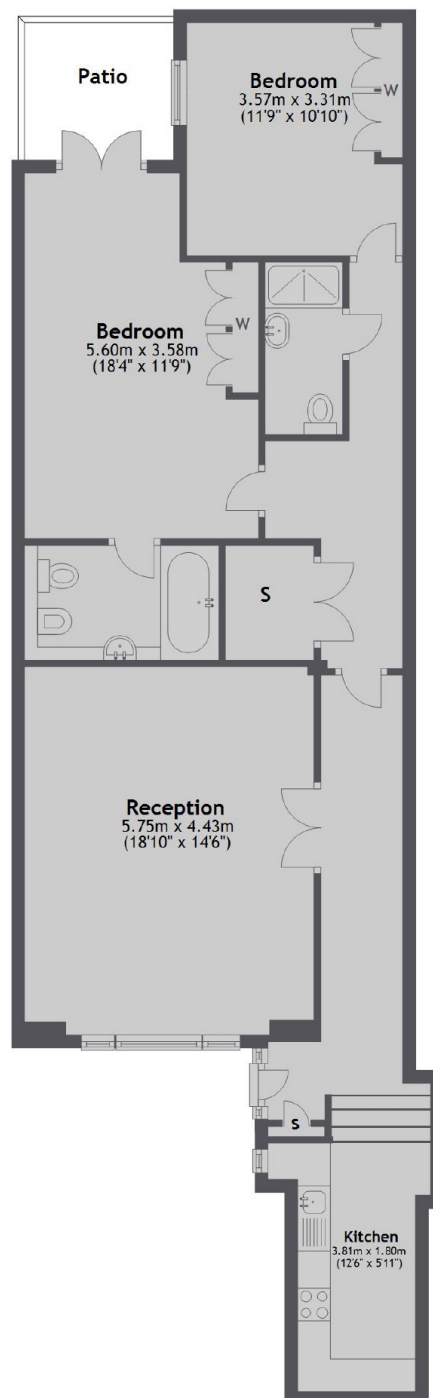 Patio
Bedroom
3.57m x 3.31m
(11'9" x 10'10")
W
Bedroom
5.60m x 3.58m
(18'4" x 11'9")
W
S
Reception
5.75m x 4.43m
(18'10" x 14'6")
S
Kitchen
3.81m x 1.80m
(12'6" x 5'11")